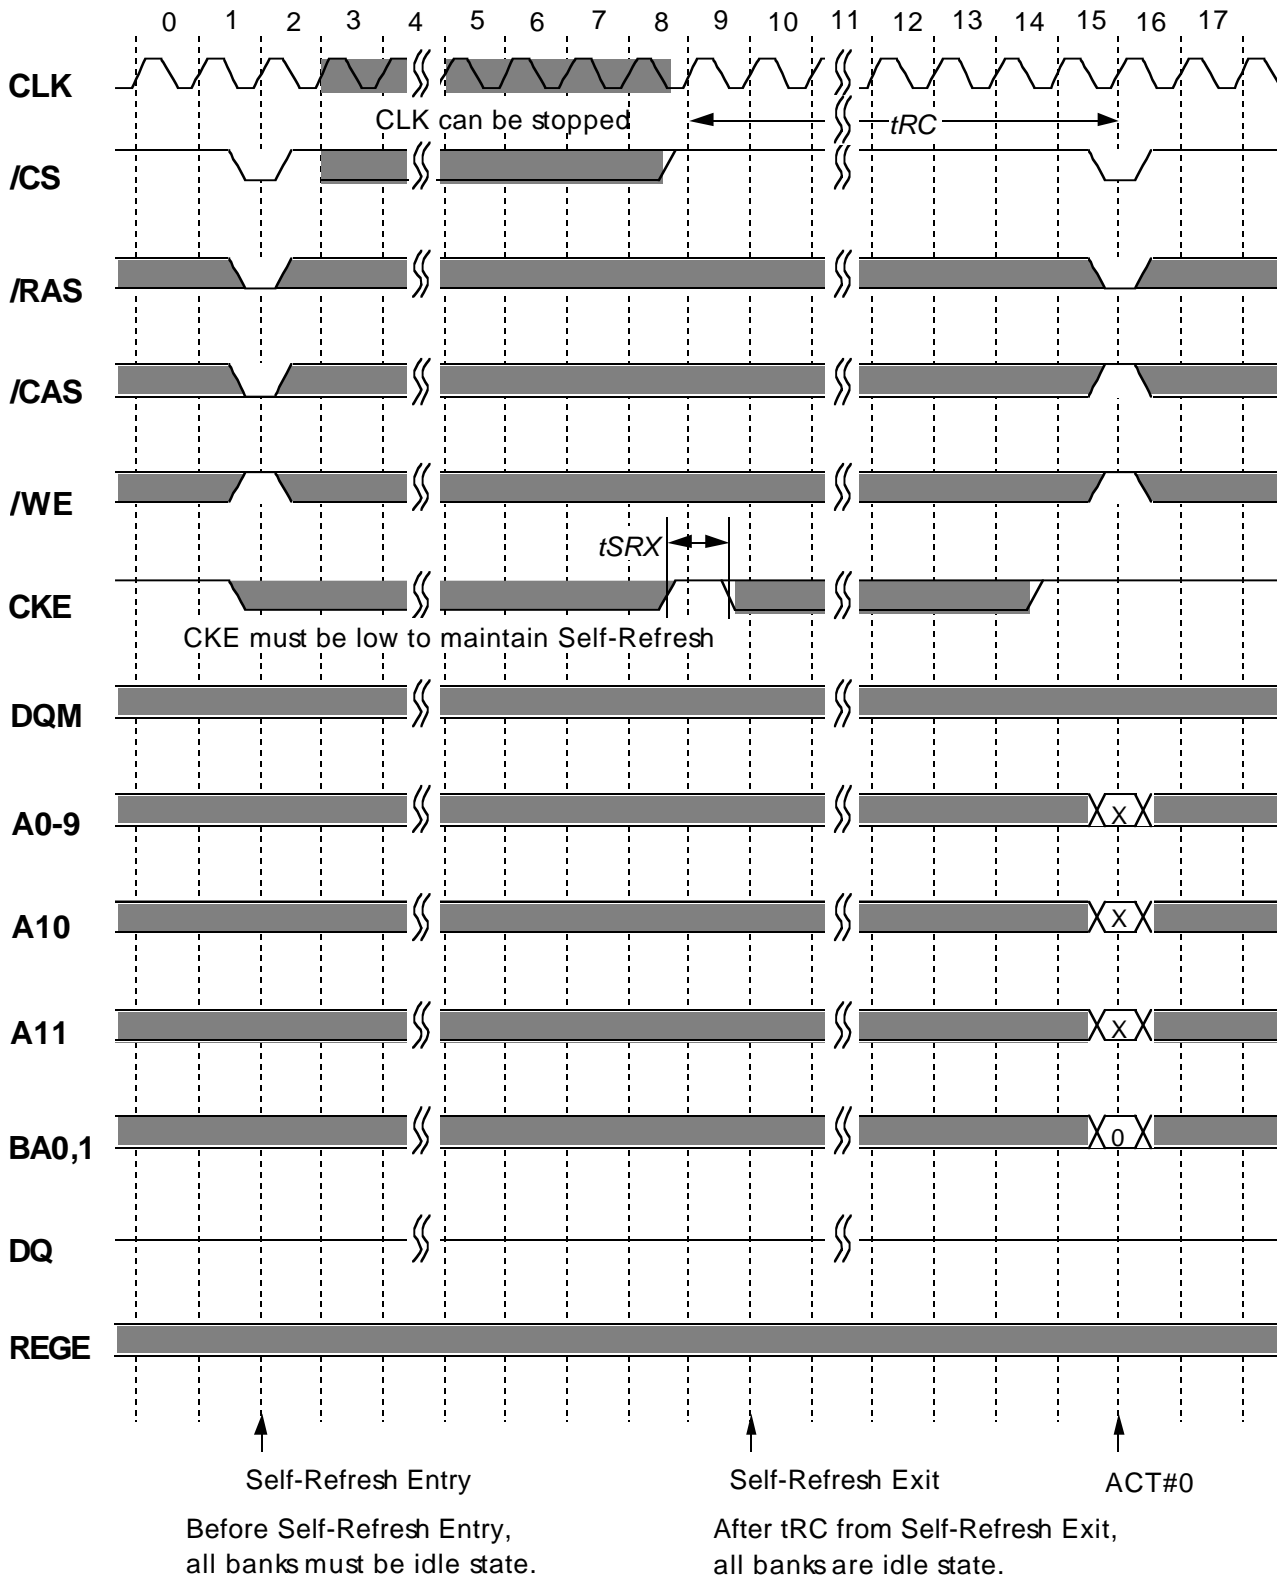 0 1 2 3 4 5 6 7 8 9 10 11 12 13 14 15 16 17
CLK
CLK can be stopped
tRC
/CS
/RAS
/CAS
/WE
tSRX
CKE
CKE must be low to maintain Self-Refresh
DQM
A0-9 X
A10 X
A11 X
BA0,1 0
DQ
REGE
Self-Refresh Entry Self-Refresh Exit ACT#0
Before Self-Refresh Entry,
all banks must be idle state.
After tRC from Self-Refresh Exit,
all banks are idle state.